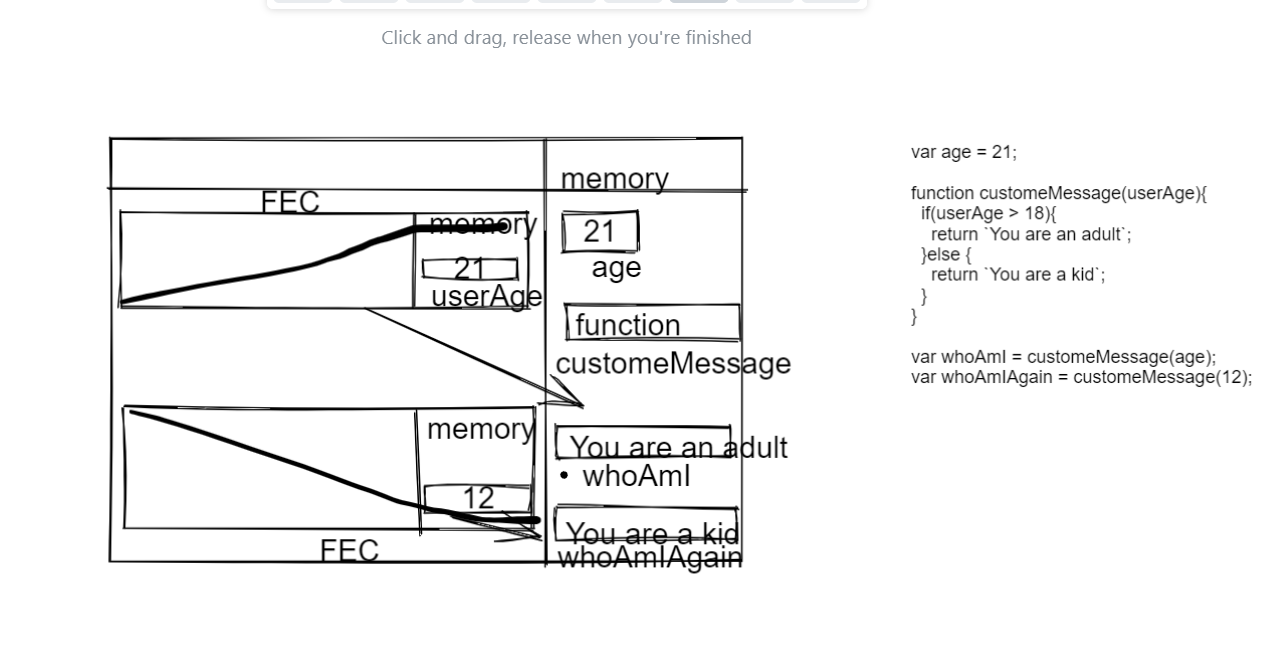 Click and drag, release when you're finished
memory
FEC
memory
21
userAge
21
age
function
customeMessage
memory
12
FEC
You are an adult
• whoAmI
You are a kid
whoAmIAgain
var age = 21;
function customeMessage(userAge){
if(userAge > 18){
return `You are an adult`;
}else {
return `You are a kid`;
}
}
var whoAmI = customeMessage(age);
var whoAmIAgain = customeMessage(12);